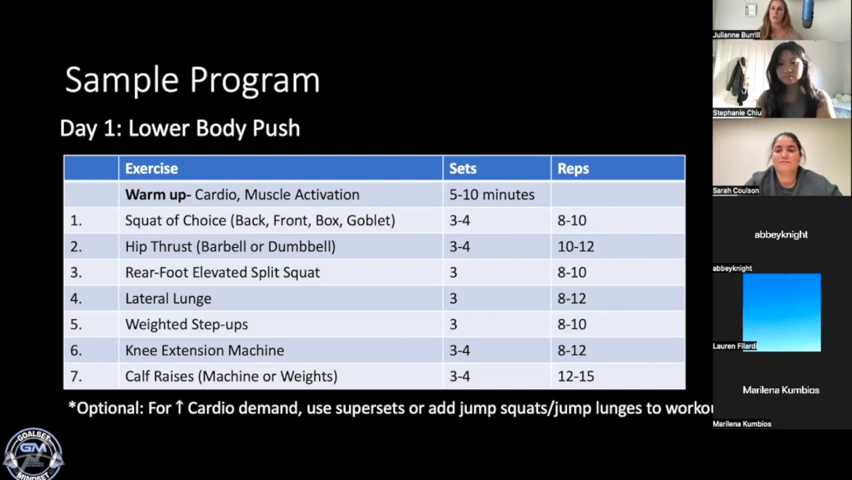 Sample Program
Day 1: Lower Body Push
Exercise Sets Reps
Warm up- Cardio, Muscle Activation 5-10 minutes
1. Squat of Choice (Back, Front, Box, Goblet) 3-4 8-10
2. Hip Thrust (Barbell or Dumbbell) 3-4 10-12
3. Rear-Foot Elevated Split Squat 3 8-10
4. Lateral Lunge 3 8-12
5. Weighted Step-ups 3 8-10
6. Knee Extension Machine 3-4 8-12
7. Calf Raises (Machine or Weights) 3-4 12-15
*Optional: For ↑ Cardio demand, use supersets or add jump squats/jump lunges to workou
GOALSET
GM
MINDSET
Julianne Burrill
Stephanie Chiu
Sarah Coulson
abbeyknight
abbeyknight
Lauren Filardi
Marilena Kumbios
Marilena Kumbios